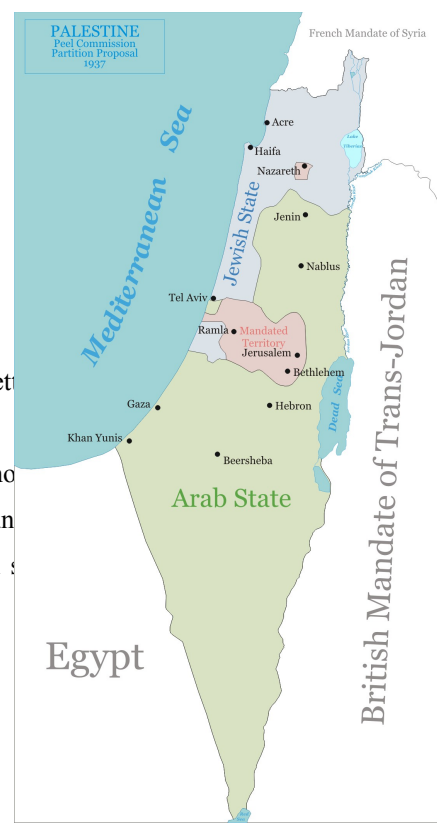 PALESTINE
Peel Commission
Partition Proposal
1937
French Mandate of Syria
Mediterranean Sea
Acre
Haifa
Lake
Tiberias
Nazareth
Jewish State
Jenin
Nablus
Tel Aviv
Ramla
Mandated
Territory
Jerusalem
Bethlehem
Dead Sea
Gaza
Hebron
Khan Yunis
Beersheba
Arab State
British Mandate of Trans-Jordan
Egypt
Red
Sea